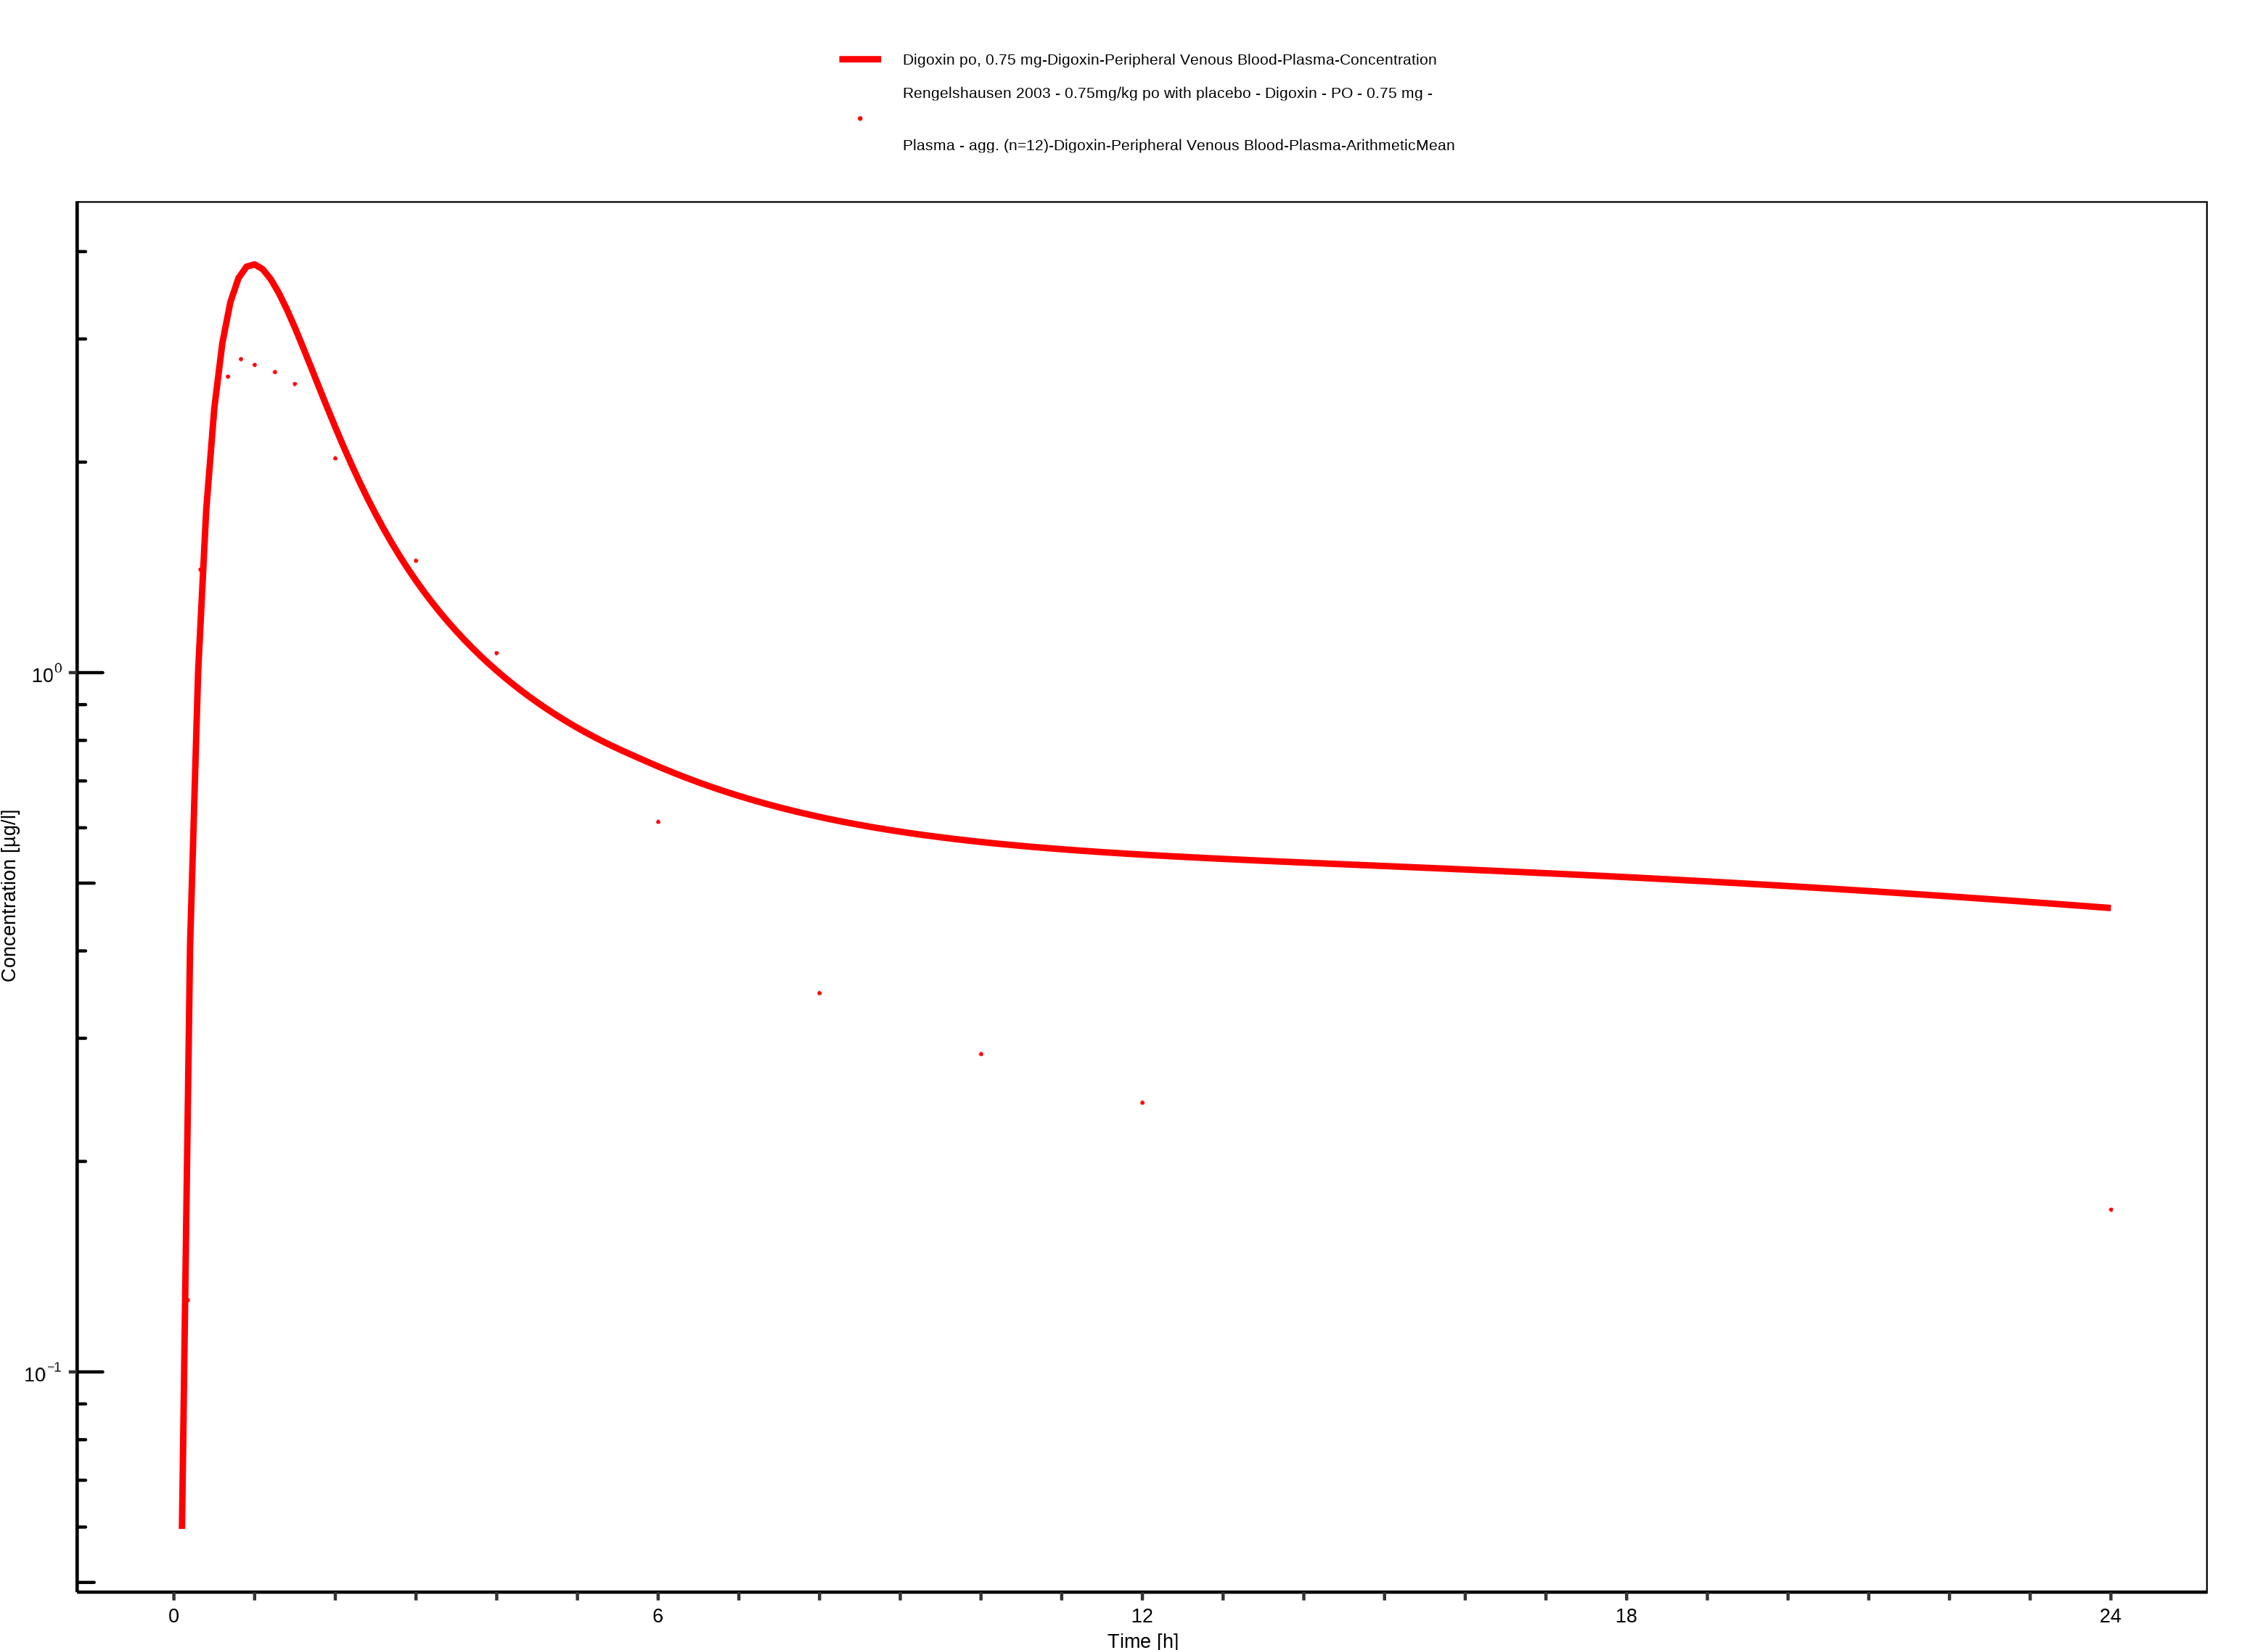 Digoxin po, 0.75 mg-Digoxin-Peripheral Venous Blood-Plasma-Concentration
Rengelshausen 2003 - 0.75mg/kg po with placebo - Digoxin - PO - 0.75 mg -
Plasma - agg. (n=12)-Digoxin-Peripheral Venous Blood-Plasma-ArithmeticMean
10⁰
Concentration [µg/l]
10⁻¹
0 6 12 18 24
Time [h]